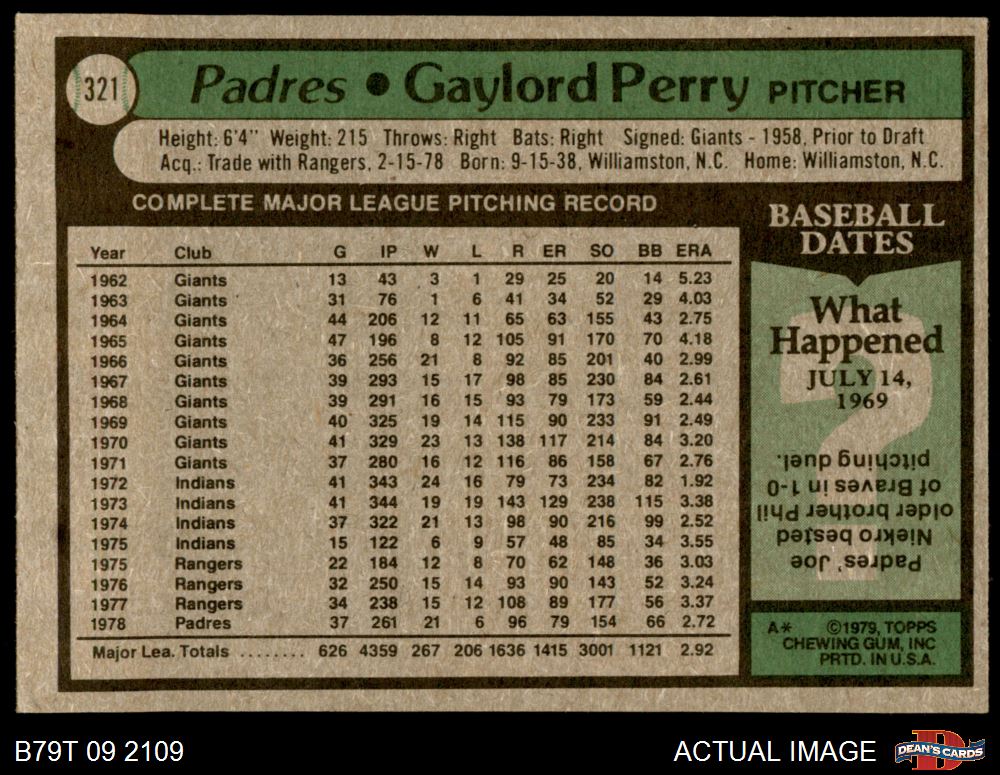 321
Padres • Gaylord Perry PITCHER
Height: 6'4" Weight: 215 Throws: Right Bats: Right Signed: Giants - 1958, Prior to Draft
Acq.: Trade with Rangers, 2-15-78 Born: 9-15-38, Williamston, N.C. Home: Williamston, N.C.
COMPLETE MAJOR LEAGUE PITCHING RECORD
Year Club G IP W L R ER SO BB ERA
1962 Giants 13 43 3 1 29 25 20 14 5.23
1963 Giants 31 76 1 6 41 34 52 29 4.03
1964 Giants 44 206 12 11 65 63 155 43 2.75
1965 Giants 47 196 8 12 105 91 170 70 4.18
1966 Giants 36 256 21 8 92 85 201 40 2.99
1967 Giants 39 293 15 17 98 85 230 84 2.61
1968 Giants 39 291 16 15 93 79 173 59 2.44
1969 Giants 40 325 19 14 115 90 233 91 2.49
1970 Giants 41 329 23 13 138 117 214 84 3.20
1971 Giants 37 280 16 12 116 86 158 67 2.76
1972 Indians 41 343 24 16 79 73 234 82 1.92
1973 Indians 41 344 19 19 143 129 238 115 3.38
1974 Indians 37 322 21 13 98 90 216 99 2.52
1975 Indians 15 122 6 9 57 48 85 34 3.55
1975 Rangers 22 184 12 8 70 62 148 36 3.03
1976 Rangers 32 250 15 14 93 90 143 52 3.24
1977 Rangers 34 238 15 12 108 89 177 56 3.37
1978 Padres 37 261 21 6 96 79 154 66 2.72
Major Lea. Totals ........ 626 4359 267 206 1636 1415 3001 1121 2.92
BASEBALL
DATES
What
Happened
JULY 14,
1969
Padres' Joe
Niekro bested
older brother Phil
of Braves in 1-0
pitching duel.
A* ©1979, TOPPS
CHEWING GUM, INC
PRTD. IN U.S.A.
B79T 09 2109
ACTUAL IMAGE
DEAN'S CARDS